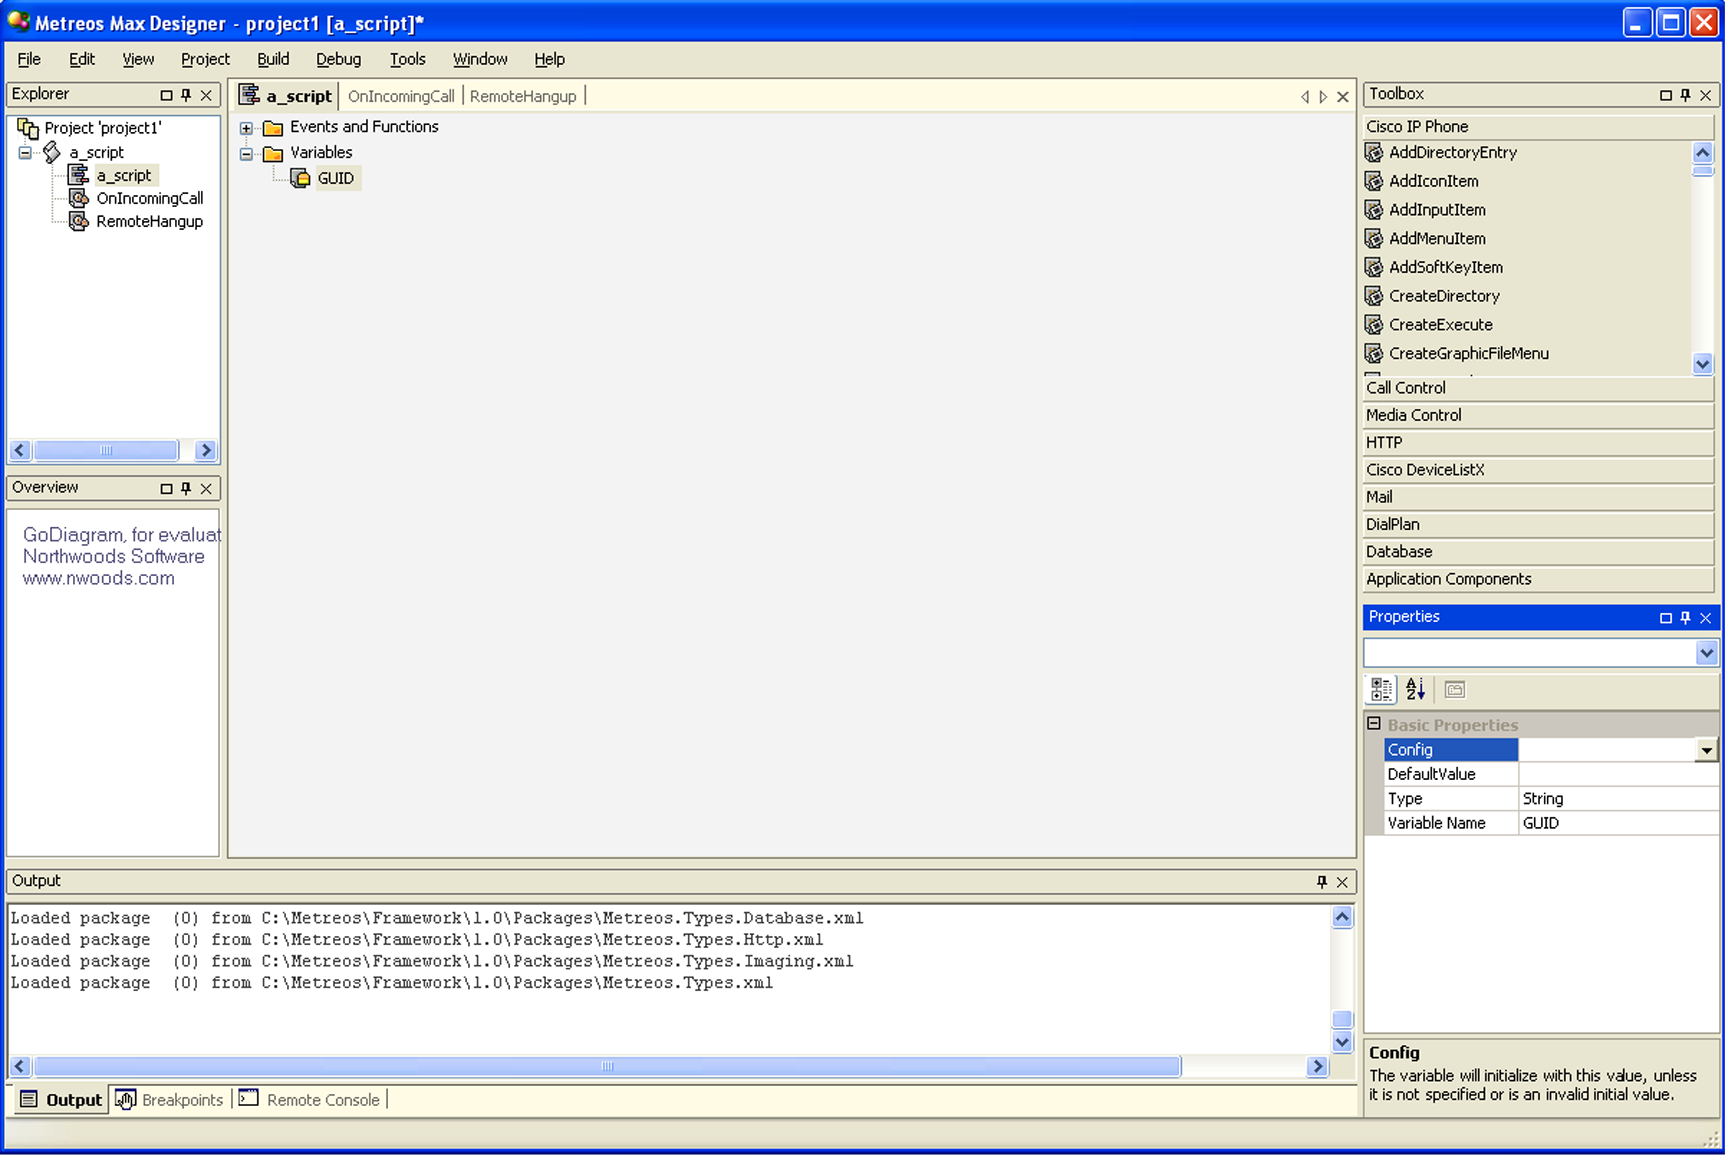 Metreos Max Designer - project1 [a_script]*
File Edit View Project Build Debug Tools Window Help
Explorer
Project 'project1'
a_script
a_script
OnIncomingCall
RemoteHangup
Overview
GoDiagram, for evaluat
Northwoods Software
www.nwoods.com
a_script OnIncomingCall RemoteHangup
Events and Functions
Variables
GUID
Toolbox
Cisco IP Phone
AddDirectoryEntry
AddIconItem
AddInputItem
AddMenuItem
AddSoftKeyItem
CreateDirectory
CreateExecute
CreateGraphicFileMenu
Call Control
Media Control
HTTP
Cisco DeviceListX
Mail
DialPlan
Database
Application Components
Properties
Basic Properties
Config
DefaultValue
Type String
Variable Name GUID
Config
The variable will initialize with this value, unless
it is not specified or is an invalid initial value.
Output
Loaded package (0) from C:\Metreos\Framework\1.0\Packages\Metreos.Types.Database.xml
Loaded package (0) from C:\Metreos\Framework\1.0\Packages\Metreos.Types.Http.xml
Loaded package (0) from C:\Metreos\Framework\1.0\Packages\Metreos.Types.Imaging.xml
Loaded package (0) from C:\Metreos\Framework\1.0\Packages\Metreos.Types.xml
Output Breakpoints Remote Console